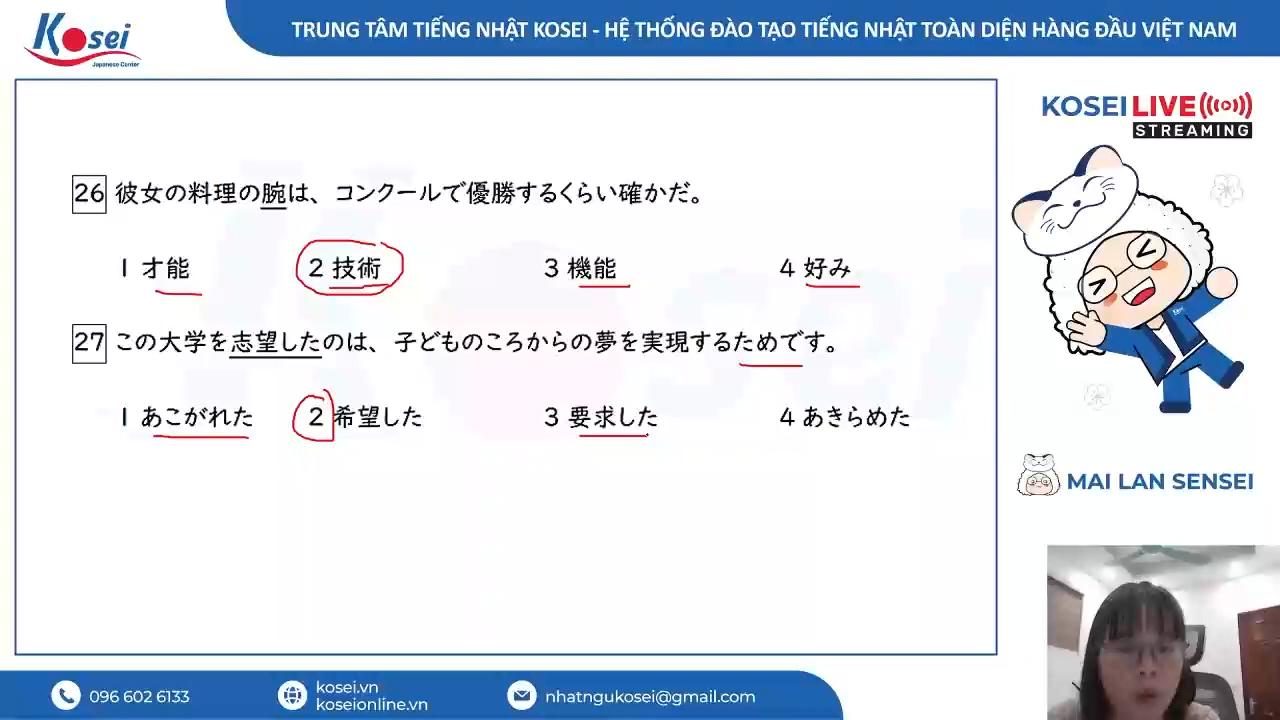 Kosei
Japanese Center
TRUNG TÂM TIẾNG NHẬT KOSEI - HỆ THỐNG ĐÀO TẠO TIẾNG NHẬT TOÀN DIỆN HÀNG ĐẦU VIỆT NAM
KOSEI LIVE
STREAMING
26 彼女の料理の腕は、コンクールで優勝するくらい確かだ。
1 才能 2 技術 3 機能 4 好み
27 この大学を志望したのは、子どものころからの夢を実現するためです。
1 あこがれた 2 希望した 3 要求した 4 あきらめた
MAI LAN SENSEI
096 602 6133
kosei.vn
koseionline.vn
nhatngukosei@gmail.com